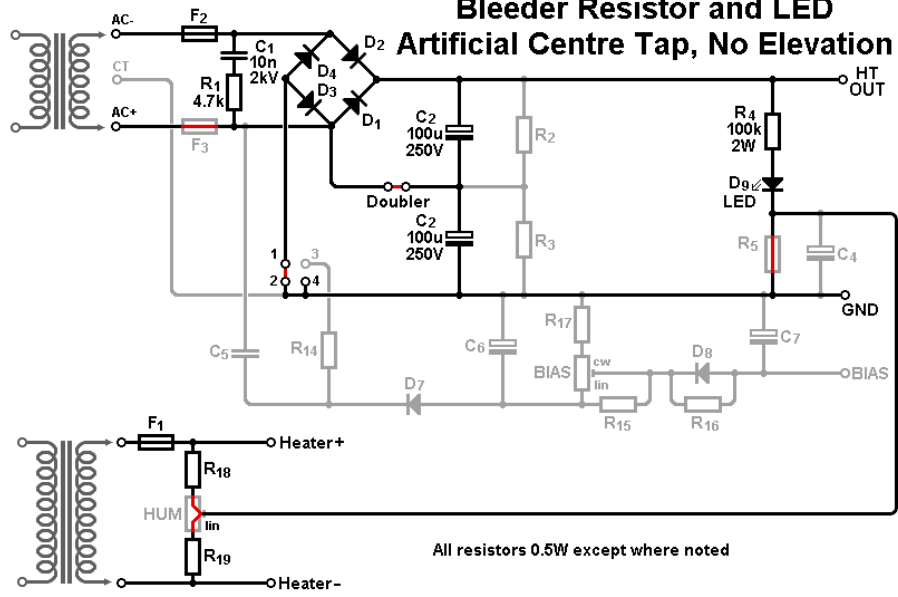 Bleeder Resistor and LED
Artificial Centre Tap, No Elevation
AC-
F2
C1
10n
2kV
D2
D4
CT
R1
4.7k
D3
HT
OUT
AC+
F3
D1
C2
100u
250V
R2
R4
100k
2W
D9
LED
Doubler
C2
100u
250V
R3
R5
C4
1
3
2
4
GND
R17
C5
R14
C6
C7
BIAS
cw
lin
D8
BIAS
D7
R15
R16
F1
Heater+
R18
HUM
lin
R19
All resistors 0.5W except where noted
Heater-